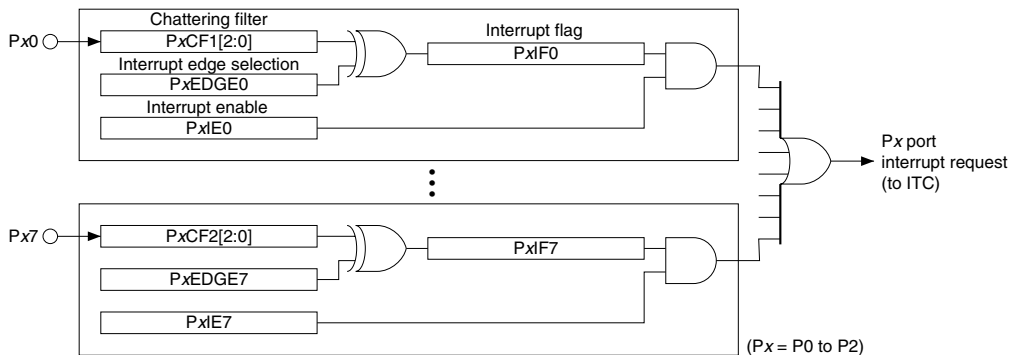 Chattering filter
Px0
PxCF1[2:0]
Interrupt flag
PxIF0
Interrupt edge selection
PxEDGE0
Interrupt enable
PxIE0
Px port
interrupt request
(to ITC)
Px7
PxCF2[2:0]
PxIF7
PxEDGE7
PxIE7
(Px = P0 to P2)